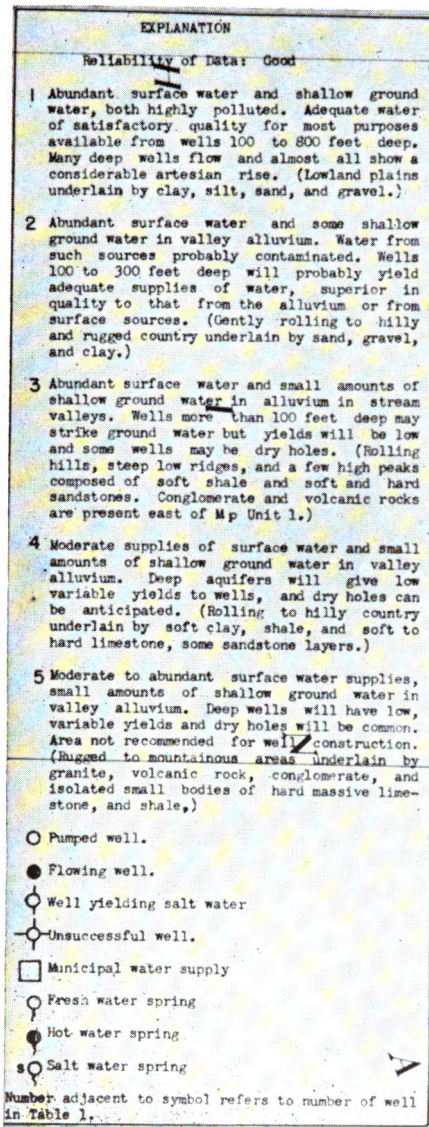 EXPLANATION
Reliability of Data: Good
1 Abundant surface water and shallow ground
water, both highly polluted. Adequate water
of satisfactory quality for most purposes
available from wells 100 to 800 feet deep.
Many deep wells flow and almost all show a
considerable artesian rise. (Lowland plains
underlain by clay, silt, sand, and gravel.)
2 Abundant surface water and some shallow
ground water in valley alluvium. Water from
such sources probably contaminated. Wells
100 to 300 feet deep will probably yield
adequate supplies of water, superior in
quality to that from the alluvium or from
surface sources. (Gently rolling to hilly
and rugged country underlain by sand, gravel,
and clay.)
3 Abundant surface water and small amounts of
shallow ground water in alluvium in stream
valleys. Wells more than 100 feet deep may
strike ground water but yields will be low
and some wells may be dry holes. (Rolling
hills, steep low ridges, and a few high peaks
composed of soft shale and soft and hard
sandstones. Conglomerate and volcanic rocks
are present east of Mp Unit 1.)
4 Moderate supplies of surface water and small
amounts of shallow ground water in valley
alluvium. Deep aquifers will give low
variable yields to wells, and dry holes can
be anticipated. (Rolling to hilly country
underlain by soft clay, shale, and soft to
hard limestone, some sandstone layers.)
5 Moderate to abundant surface water supplies,
small amounts of shallow ground water in
valley alluvium. Deep wells will have low,
variable yields and dry holes will be common.
Area not recommended for well construction.
(Rugged to mountainous areas underlain by
granite, volcanic rock, conglomerate, and
isolated small bodies of hard massive lime-
stone, and shale,)
Pumped well.
Flowing well.
Well yielding salt water
Unsuccessful well.
Municipal water supply
Fresh water spring
Hot water spring
S Salt water spring
Number adjacent to symbol refers to number of well
in Table 1.